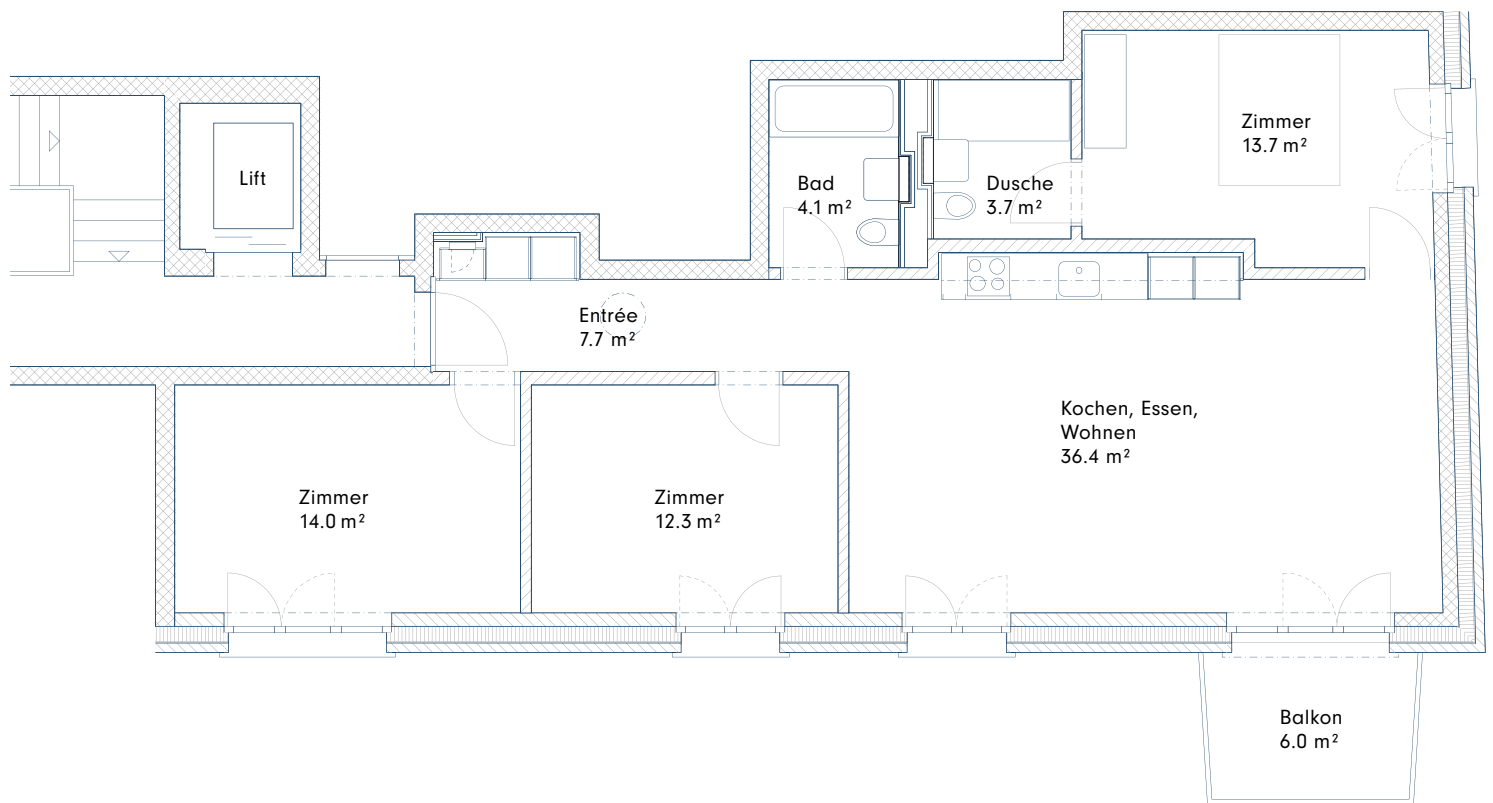 Zimmer
13.7 m²
Lift
Bad
4.1 m²
Dusche
3.7 m²
Entrée
7.7 m²
Kochen, Essen,
Wohnen
36.4 m²
Zimmer
14.0 m²
Zimmer
12.3 m²
Balkon
6.0 m²